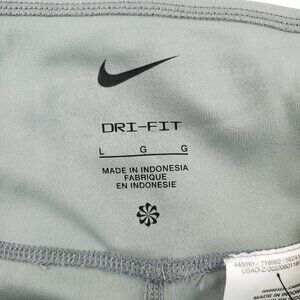 DRI-FIT
L G G
MADE IN INDONESIA
FABRIQUE
EN INDONESIE